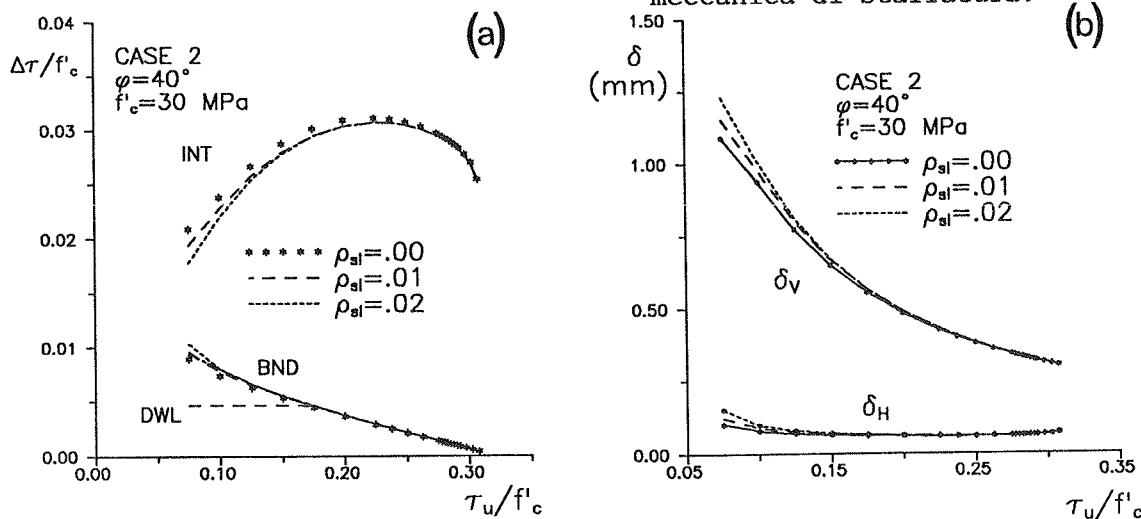 meccanica di
(a)
0.04
Δτ/f'c
CASE 2
φ=40°
f'c=30 MPa
0.03
INT
0.02
ρsl=.00
ρsl=.01
ρsl=.02
0.01
BND
DWL
0.00
0.00 0.10 0.20 0.30
τu/f'c
(b)
1.50
δ
(mm)
CASE 2
φ=40°
f'c=30 MPa
ρsl=.00
ρsl=.01
ρsl=.02
1.00
δV
0.50
δH
0.00
0.05 0.15 0.25 0.35
τu/f'c